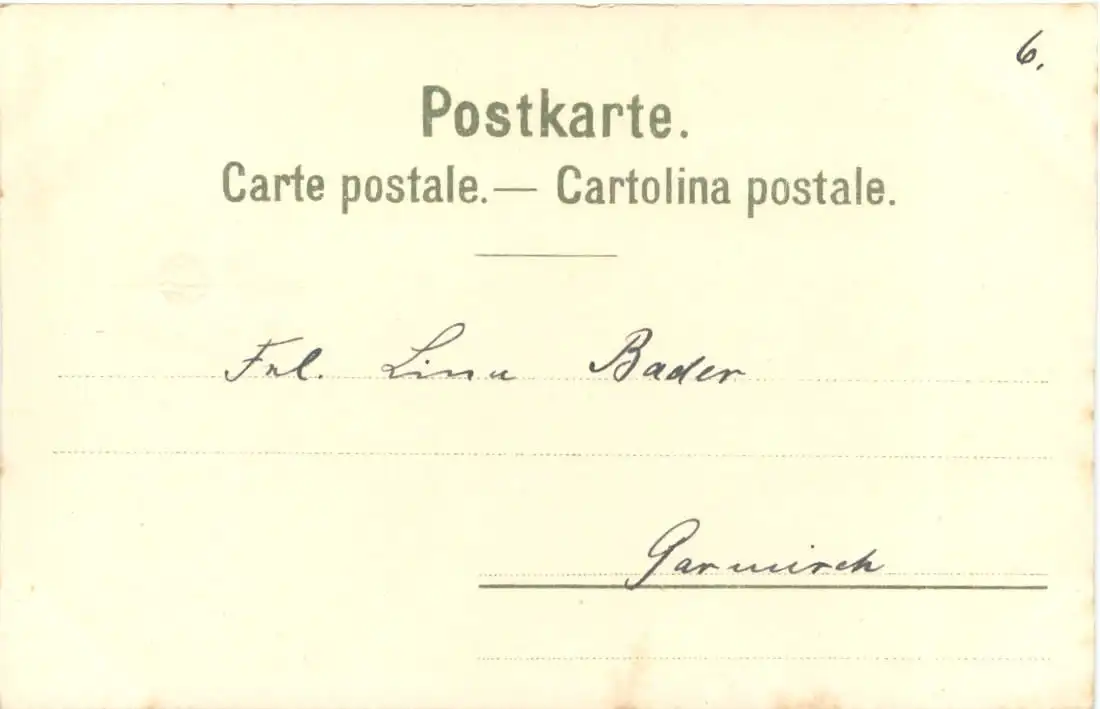 6.
Postkarte.
Carte postale.— Cartolina postale.
Frl. Lina Bader
Garmisch